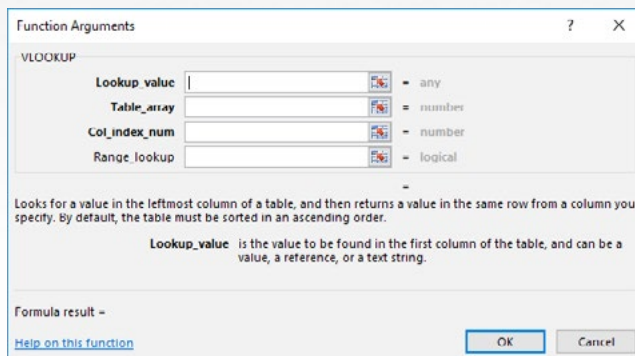 Function Arguments ? X
VLOOKUP
Lookup_value = any
Table_array = number
Col_index_num = number
Range_lookup = logical
=
Looks for a value in the leftmost column of a table, and then returns a value in the same row from a column you
specify. By default, the table must be sorted in an ascending order.
Lookup_value is the value to be found in the first column of the table, and can be a
value, a reference, or a text string.
Formula result =
Help on this function OK Cancel